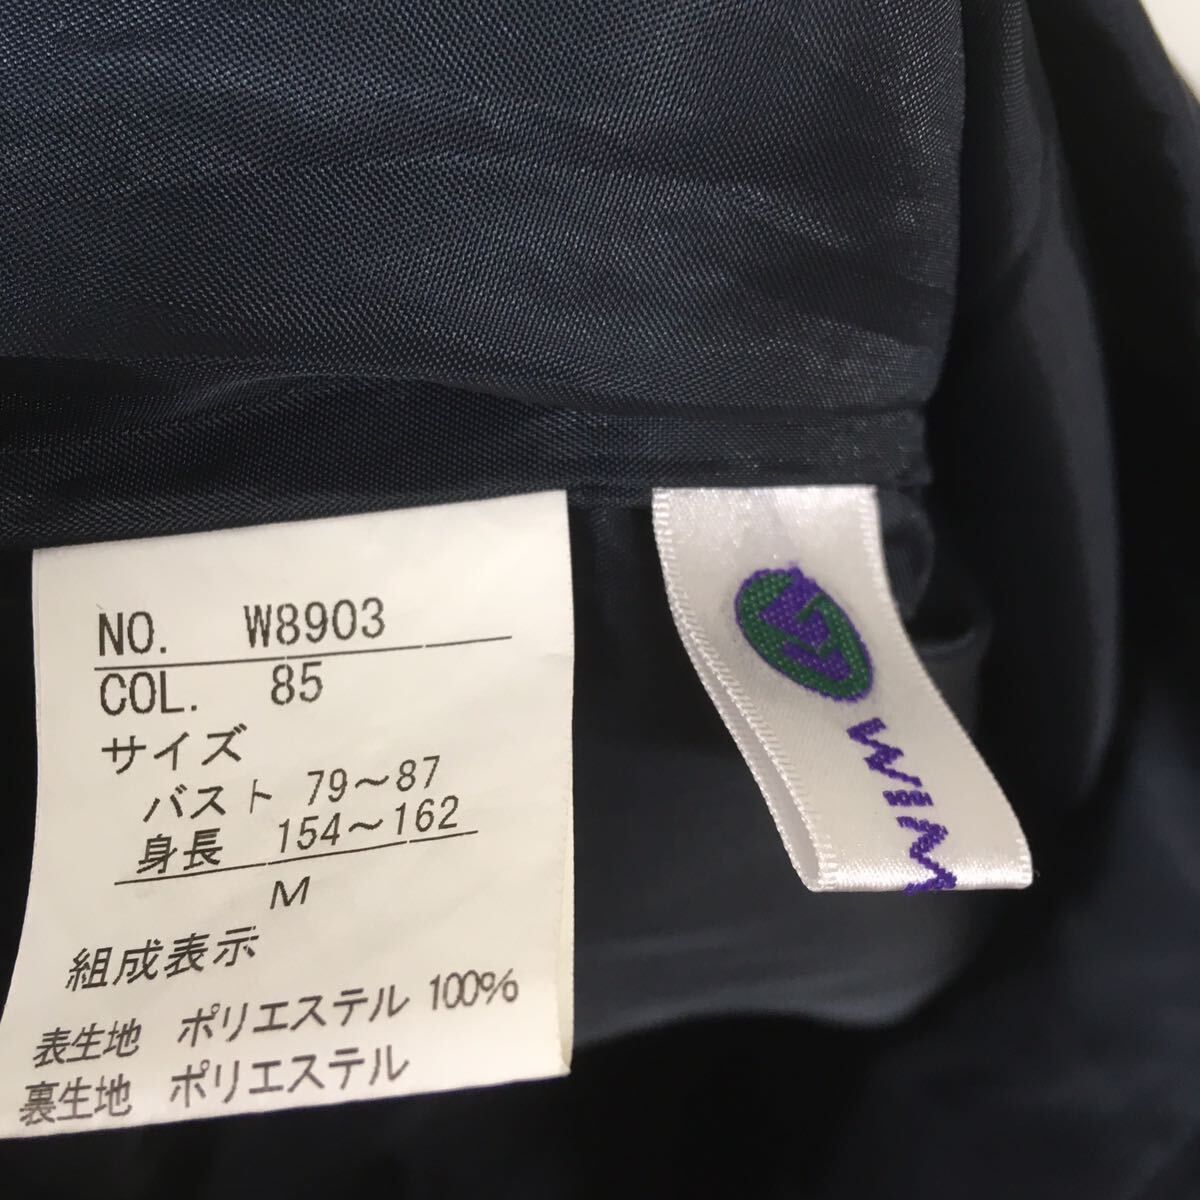 NO. W8903
COL. 85
サイズ
バスト 79～87
身長 154～162
M
組成表示
表生地 ポリエステル 100%
裏生地 ポリエステル